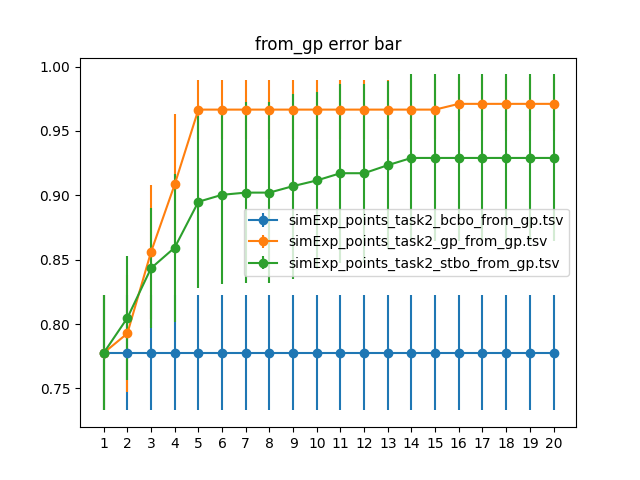 from_gp error bar
1.00
0.95
0.90
0.85
0.80
0.75
simExp_points_task2_bcbo_from_gp.tsv
simExp_points_task2_gp_from_gp.tsv
simExp_points_task2_stbo_from_gp.tsv
1 2 3 4 5 6 7 8 9 10 11 12 13 14 15 16 17 18 19 20